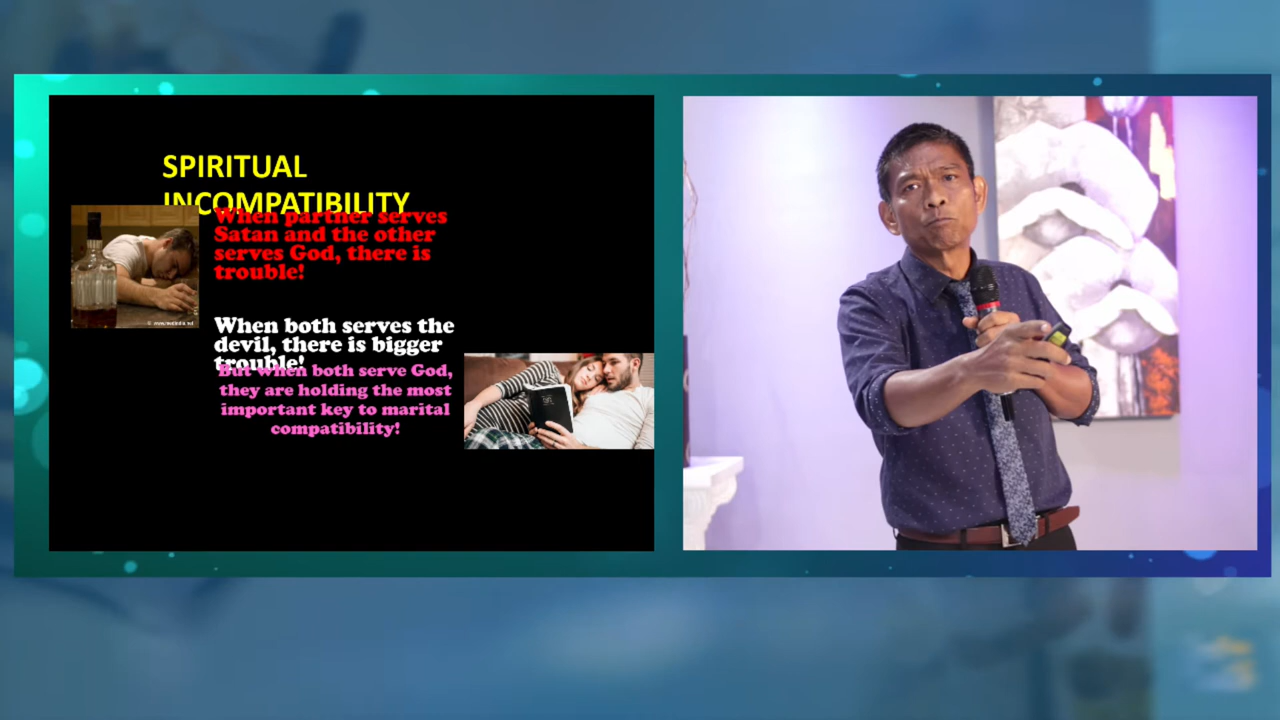 SPIRITUAL
INCOMPATIBILITY
When partner serves
Satan and the other
serves God, there is
trouble!
When both serves the
devil, there is bigger
trouble!
But when both serve God,
they are holding the most
important key to marital
compatibility!